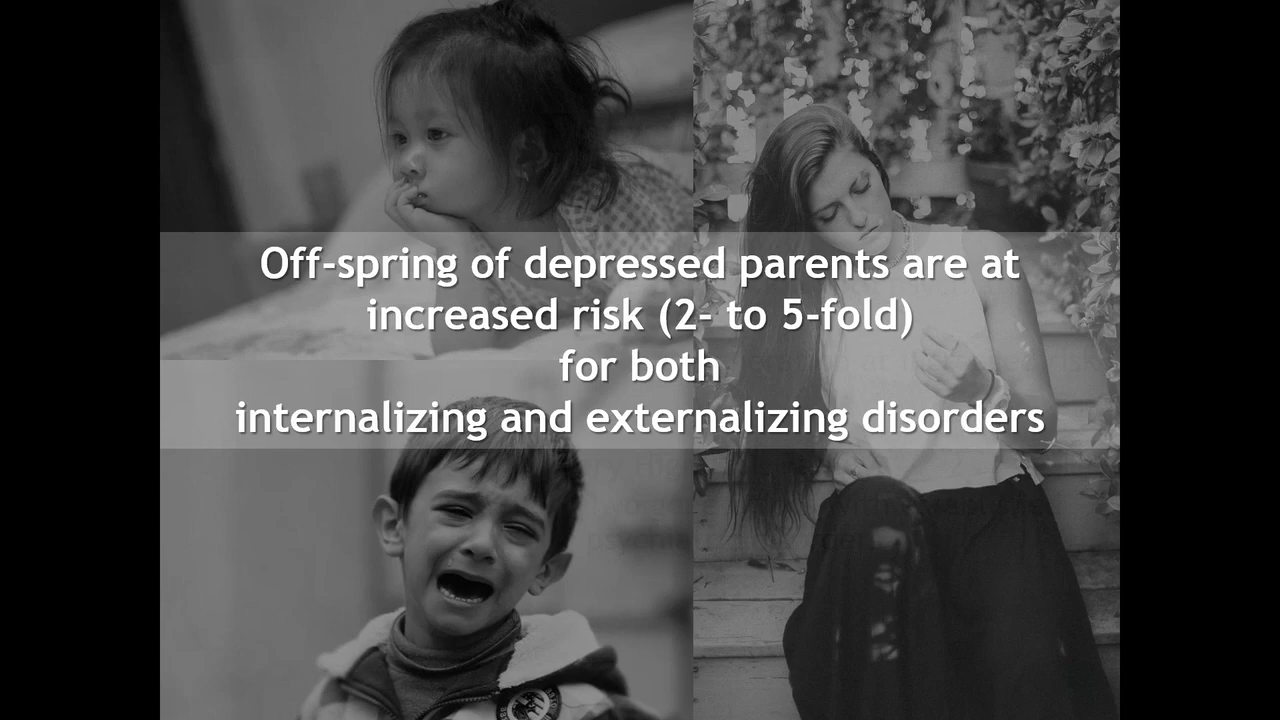 Off-spring of depressed parents are at
increased risk (2- to 5-fold)
for both
internalizing and externalizing disorders